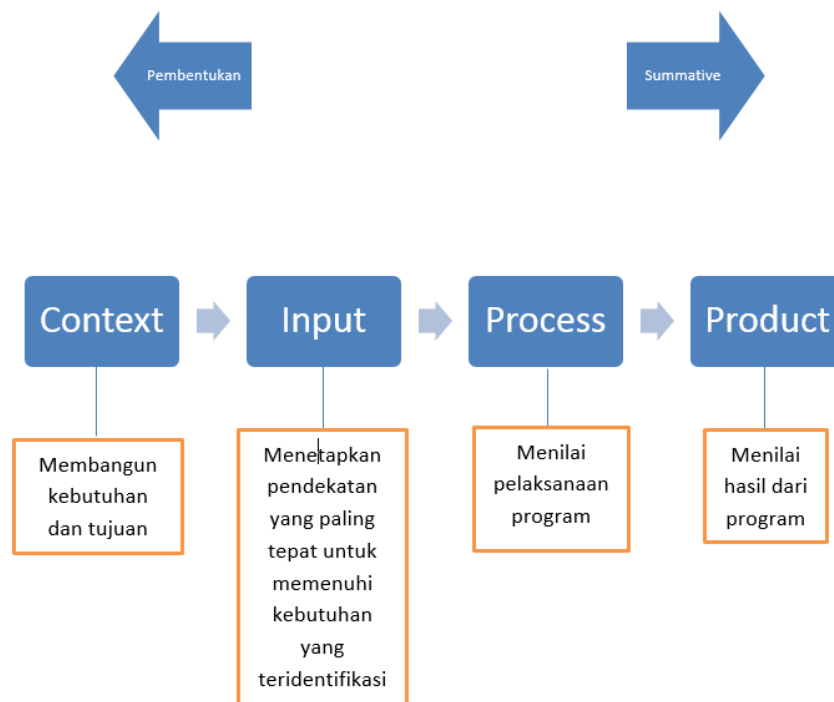 Pembentukan
Summative
Context
Input
Process
Product
Membangun
kebutuhan
dan tujuan
Menetapkan
pendekatan
yang paling
tepat untuk
memenuhi
kebutuhan
yang
teridentifikasi
Menilai
pelaksanaan
program
Menilai
hasil dari
program